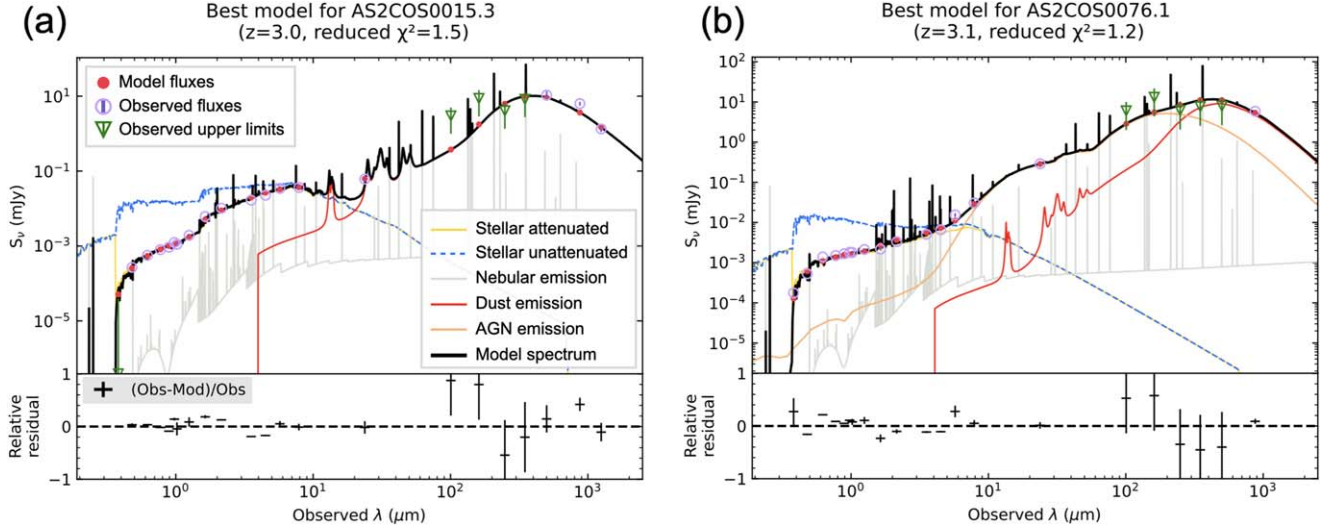 (a)
Best model for AS2COS0015.3
(z=3.0, reduced χ²=1.5)
Model fluxes
Observed fluxes
Observed upper limits
Stellar attenuated
Stellar unattenuated
Nebular emission
Dust emission
AGN emission
Model spectrum
10¹
10⁻¹
10⁻³
10⁻⁵
Sν (mJy)
(Obs-Mod)/Obs
1
0
−1
Relative
residual
10⁰
10¹
10²
10³
Observed λ (μm)
(b)
Best model for AS2COS0076.1
(z=3.1, reduced χ²=1.2)
10²
10¹
10⁰
10⁻¹
10⁻²
10⁻³
10⁻⁴
10⁻⁵
Sν (mJy)
1
0
−1
Relative
residual
10⁰
10¹
10²
10³
Observed λ (μm)